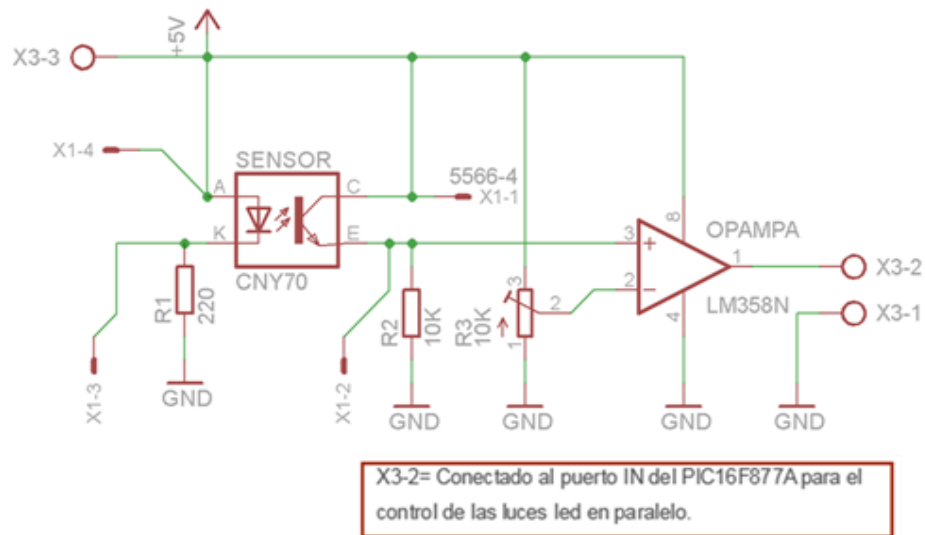 +5V
X3-3
X1-4
SENSOR
A
C
5566-4
X1-1
K
E
CNY70
R1
220
GND
X1-3
X1-2
R2
10K
GND
R3
10K
3
2
1
GND
3
+
2
−
8
OPAMPA
1
LM358N
4
GND
X3-2
X3-1
GND
X3-2= Conectado al puerto IN del PIC16F877A para el
control de las luces led en paralelo.